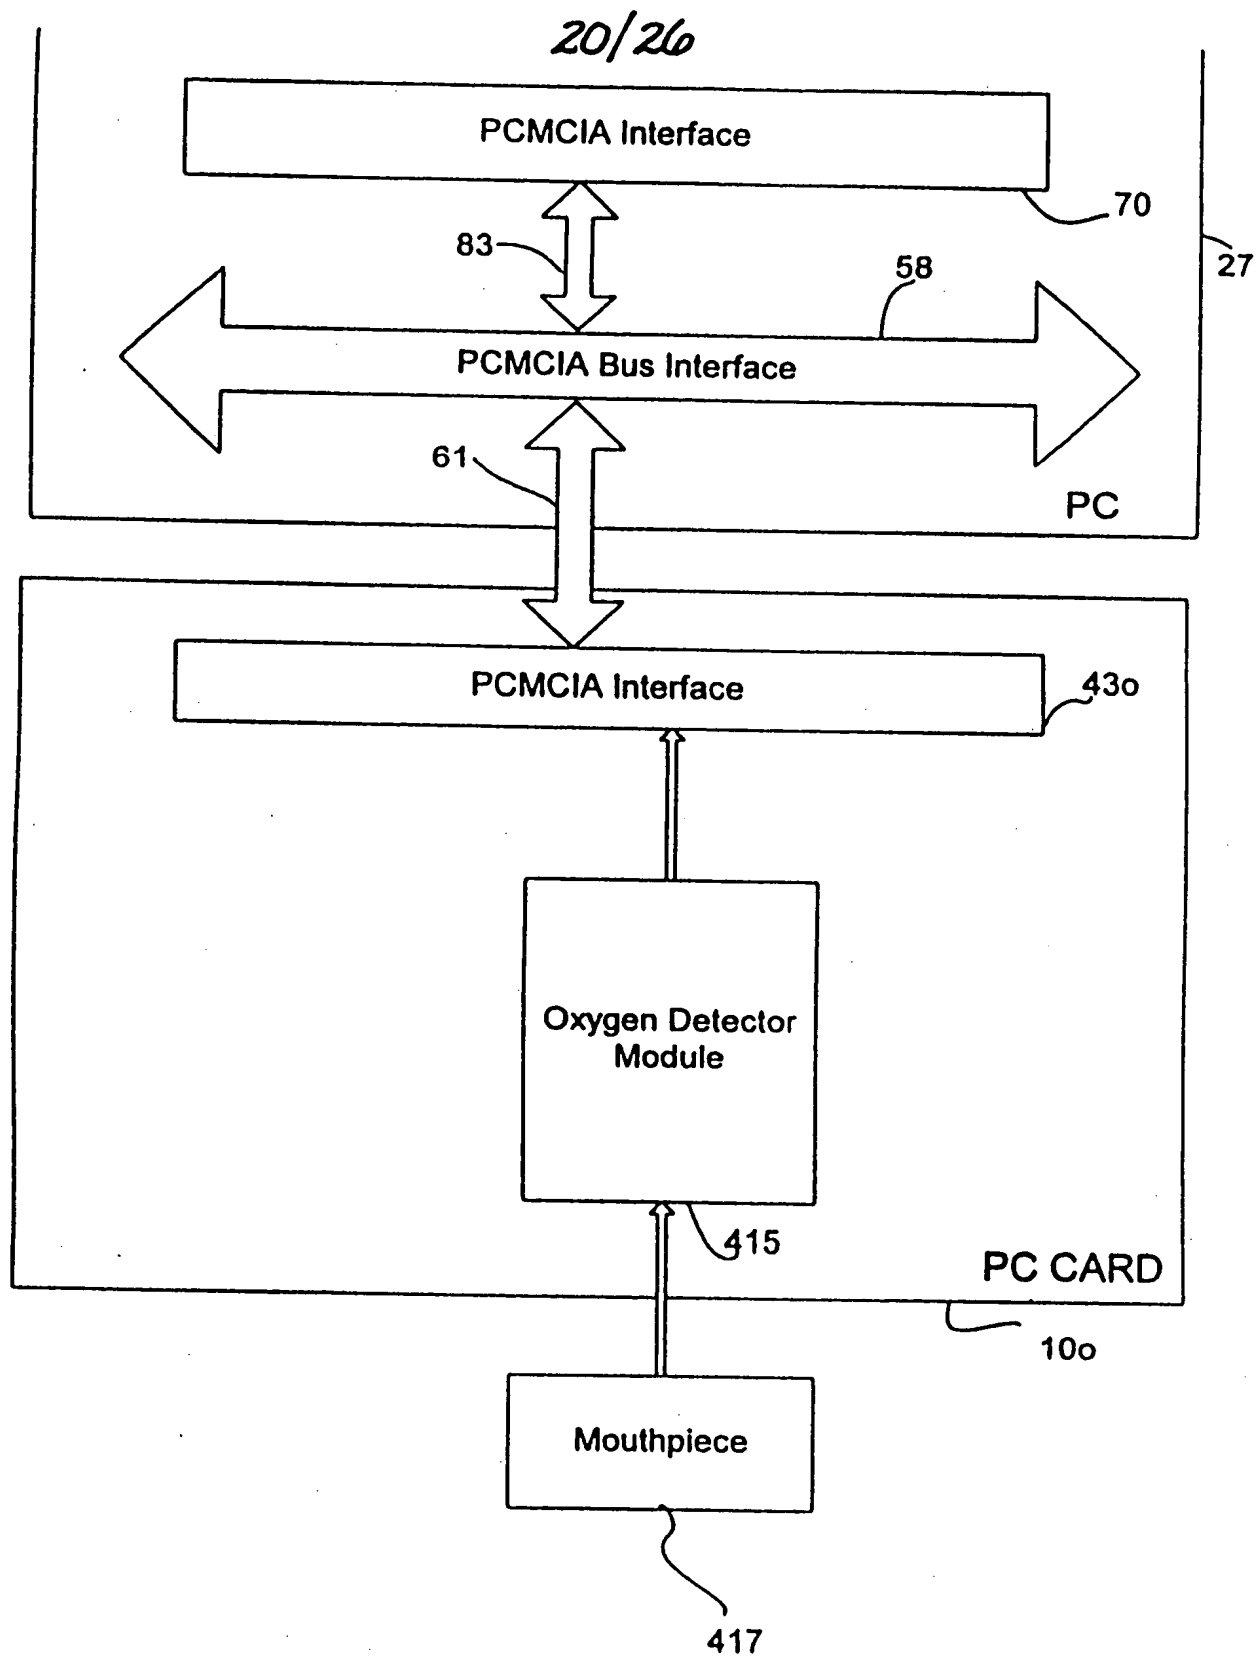 20/26
PCMCIA Interface
70
83
27
58
PCMCIA Bus Interface
61
PC
PCMCIA Interface
43o
Oxygen Detector
Module
415
PC CARD
10o
Mouthpiece
417